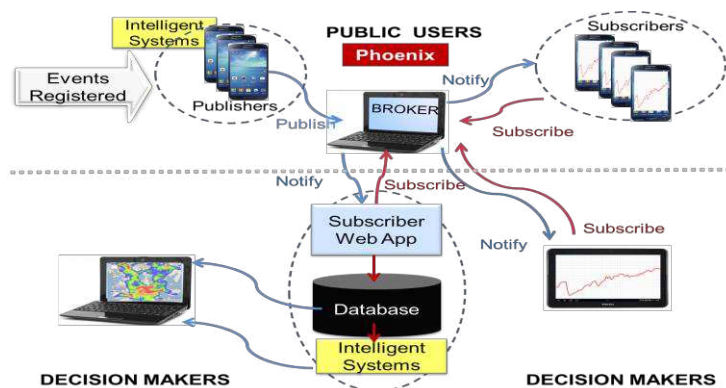 Intelligent
Systems
PUBLIC USERS
Phoenix
Subscribers
Events
Registered
Publishers
Notify
BROKER
Publish
Subscribe
Notify
Subscribe
Subscriber
Web App
Subscribe
Notify
Database
Intelligent
Systems
DECISION MAKERS
DECISION MAKERS